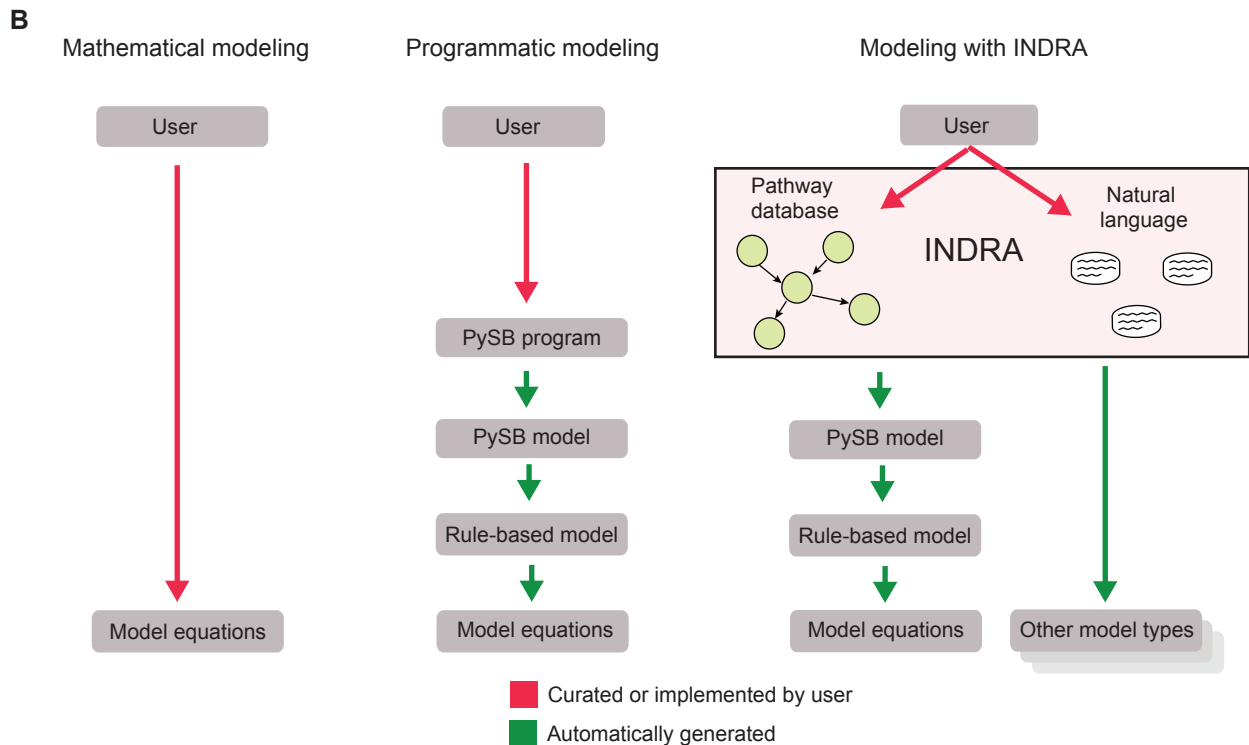 B
Mathematical modeling
Programmatic modeling
Modeling with INDRA
User
User
User
Pathway
database
INDRA
Natural
language
PySB program
PySB model
PySB model
Rule-based model
Rule-based model
Model equations
Model equations
Model equations
Other model types
Curated or implemented by user
Automatically generated